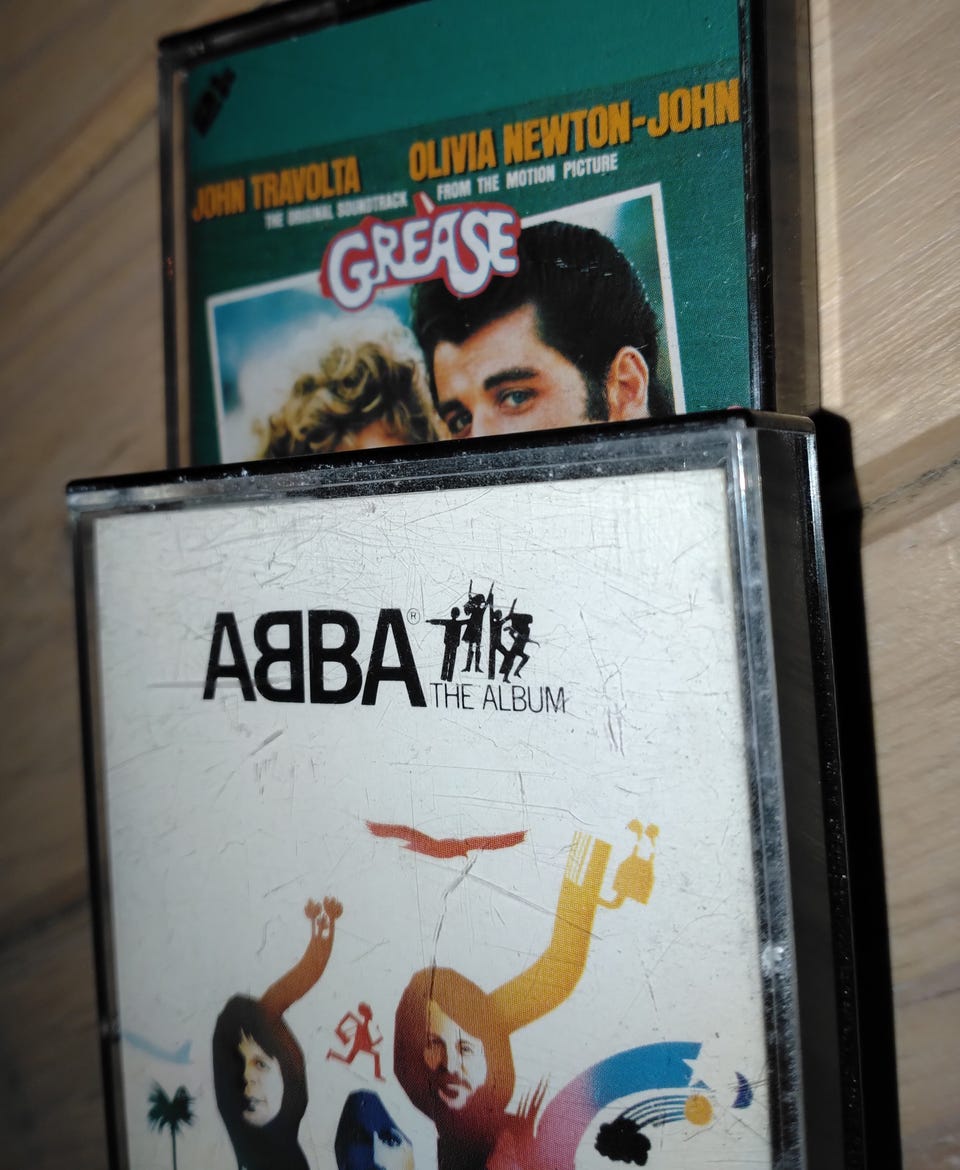 JOHN TRAVOLTA OLIVIA NEWTON-JOHN
THE ORIGINAL SOUNDTRACK FROM THE MOTION PICTURE
GREASE
ABBA®
THE ALBUM